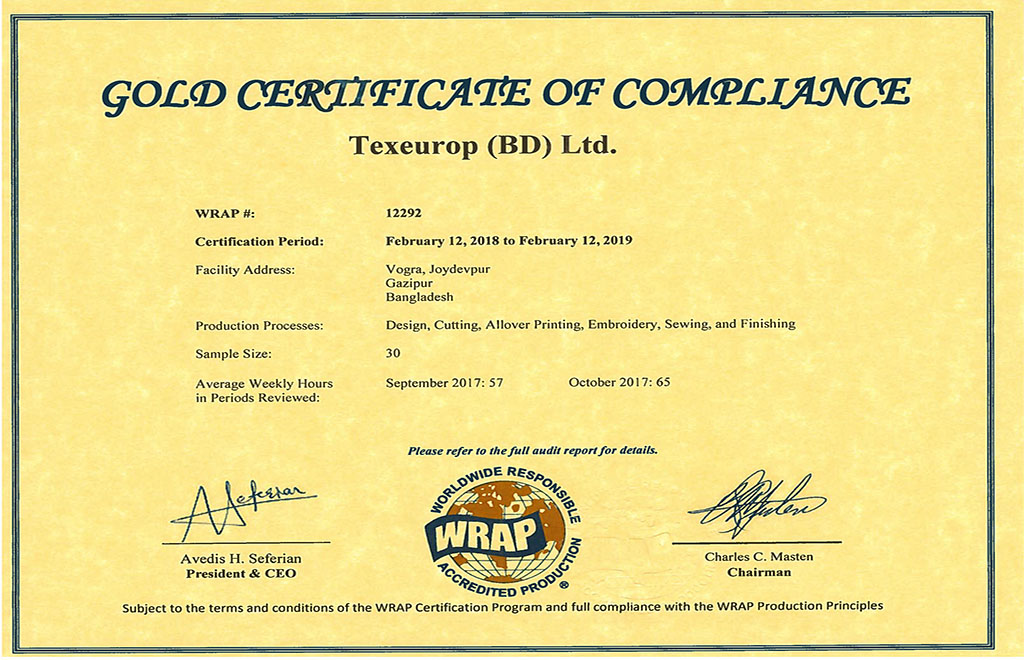 GOLD CERTIFICATE OF COMPLIANCE
Texeurop (BD) Ltd.
WRAP #: 12292
Certification Period: February 12, 2018 to February 12, 2019
Facility Address: Vogra, Joydevpur
Gazipur
Bangladesh
Production Processes: Design, Cutting, Allover Printing, Embroidery, Sewing, and Finishing
Sample Size: 30
Average Weekly Hours September 2017: 57 October 2017: 65
in Periods Reviewed:
Please refer to the full audit report for details.
WORLDWIDE RESPONSIBLE
WRAP
ACCREDITED PRODUCTION ®
Avedis H. Seferian
President & CEO
Charles C. Masten
Chairman
Subject to the terms and conditions of the WRAP Certification Program and full compliance with the WRAP Production Principles